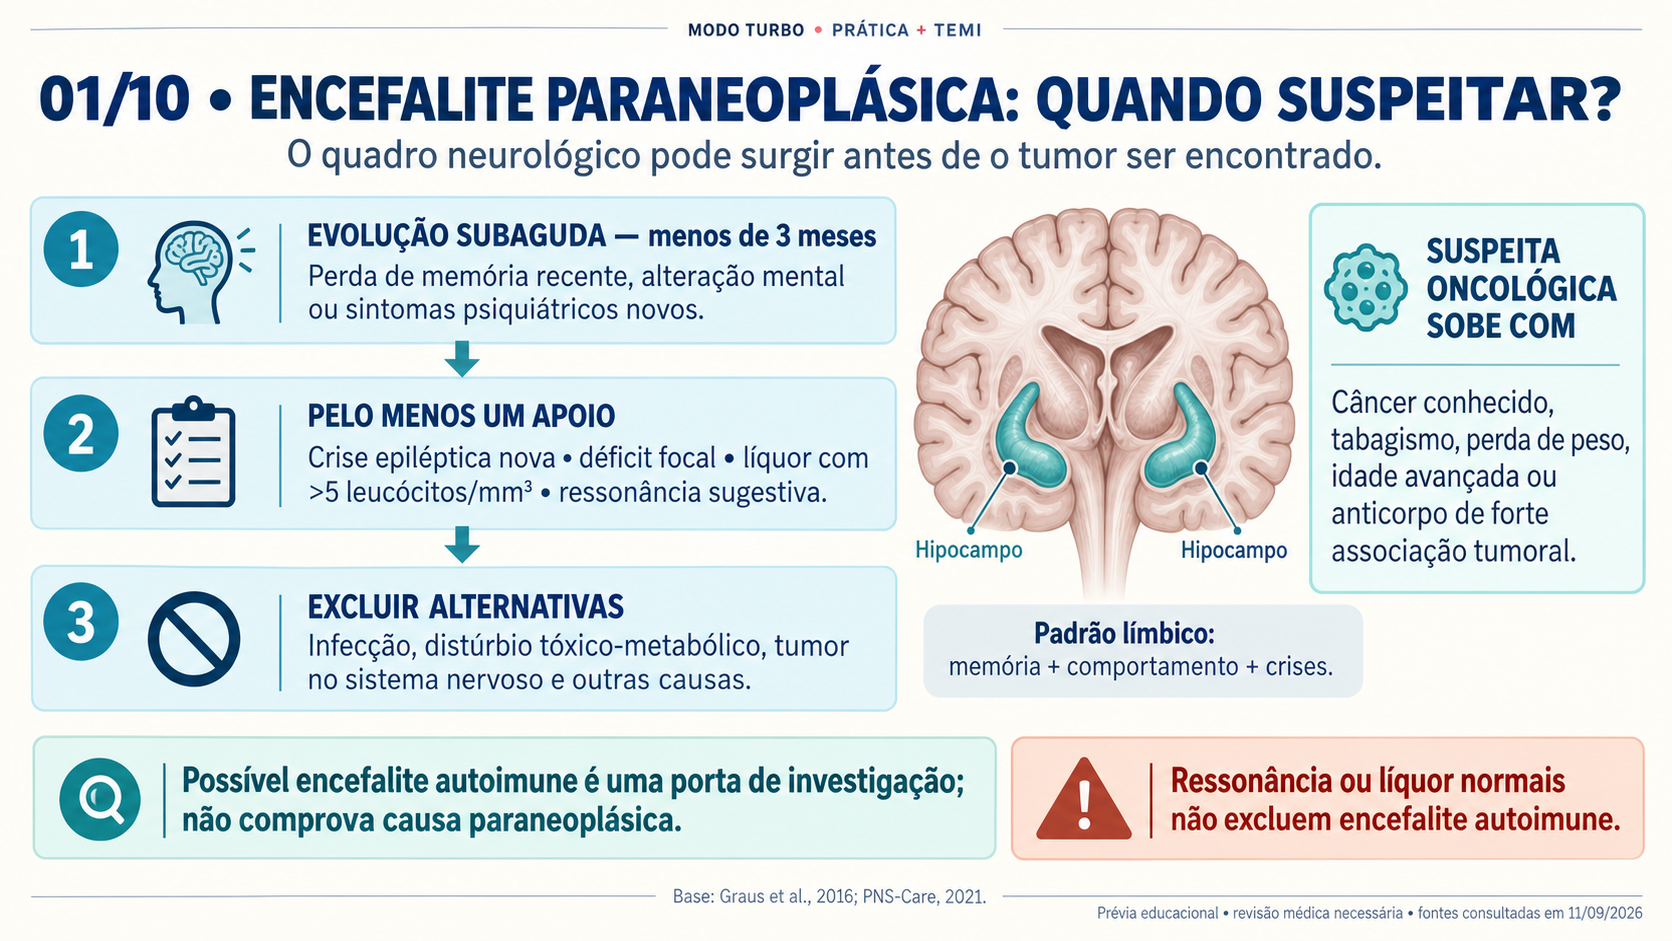 MODO TURBO • PRÁTICA + TEMI
01/10 • ENCEFALITE PARANEOPLÁSICA: QUANDO SUSPEITAR?
O quadro neurológico pode surgir antes de o tumor ser encontrado.
1
EVOLUÇÃO SUBAGUDA — menos de 3 meses
Perda de memória recente, alteração mental
ou sintomas psiquiátricos novos.
2
PELO MENOS UM APOIO
Crise epiléptica nova • déficit focal • líquor com
>5 leucócitos/mm³ • ressonância sugestiva.
3
EXCLUIR ALTERNATIVAS
Infecção, distúrbio tóxico-metabólico, tumor
no sistema nervoso e outras causas.
Hipocampo
Hipocampo
Padrão límbico:
memória + comportamento + crises.
SUSPEITA
ONCOLÓGICA
SOBE COM
Câncer conhecido,
tabagismo, perda de peso,
idade avançada ou
anticorpo de forte
associação tumoral.
Possível encefalite autoimune é uma porta de investigação;
não comprova causa paraneoplásica.
Ressonância ou líquor normais
não excluem encefalite autoimune.
Base: Graus et al., 2016; PNS-Care, 2021.
Prévia educacional • revisão médica necessária • fontes consultadas em 11/09/2026